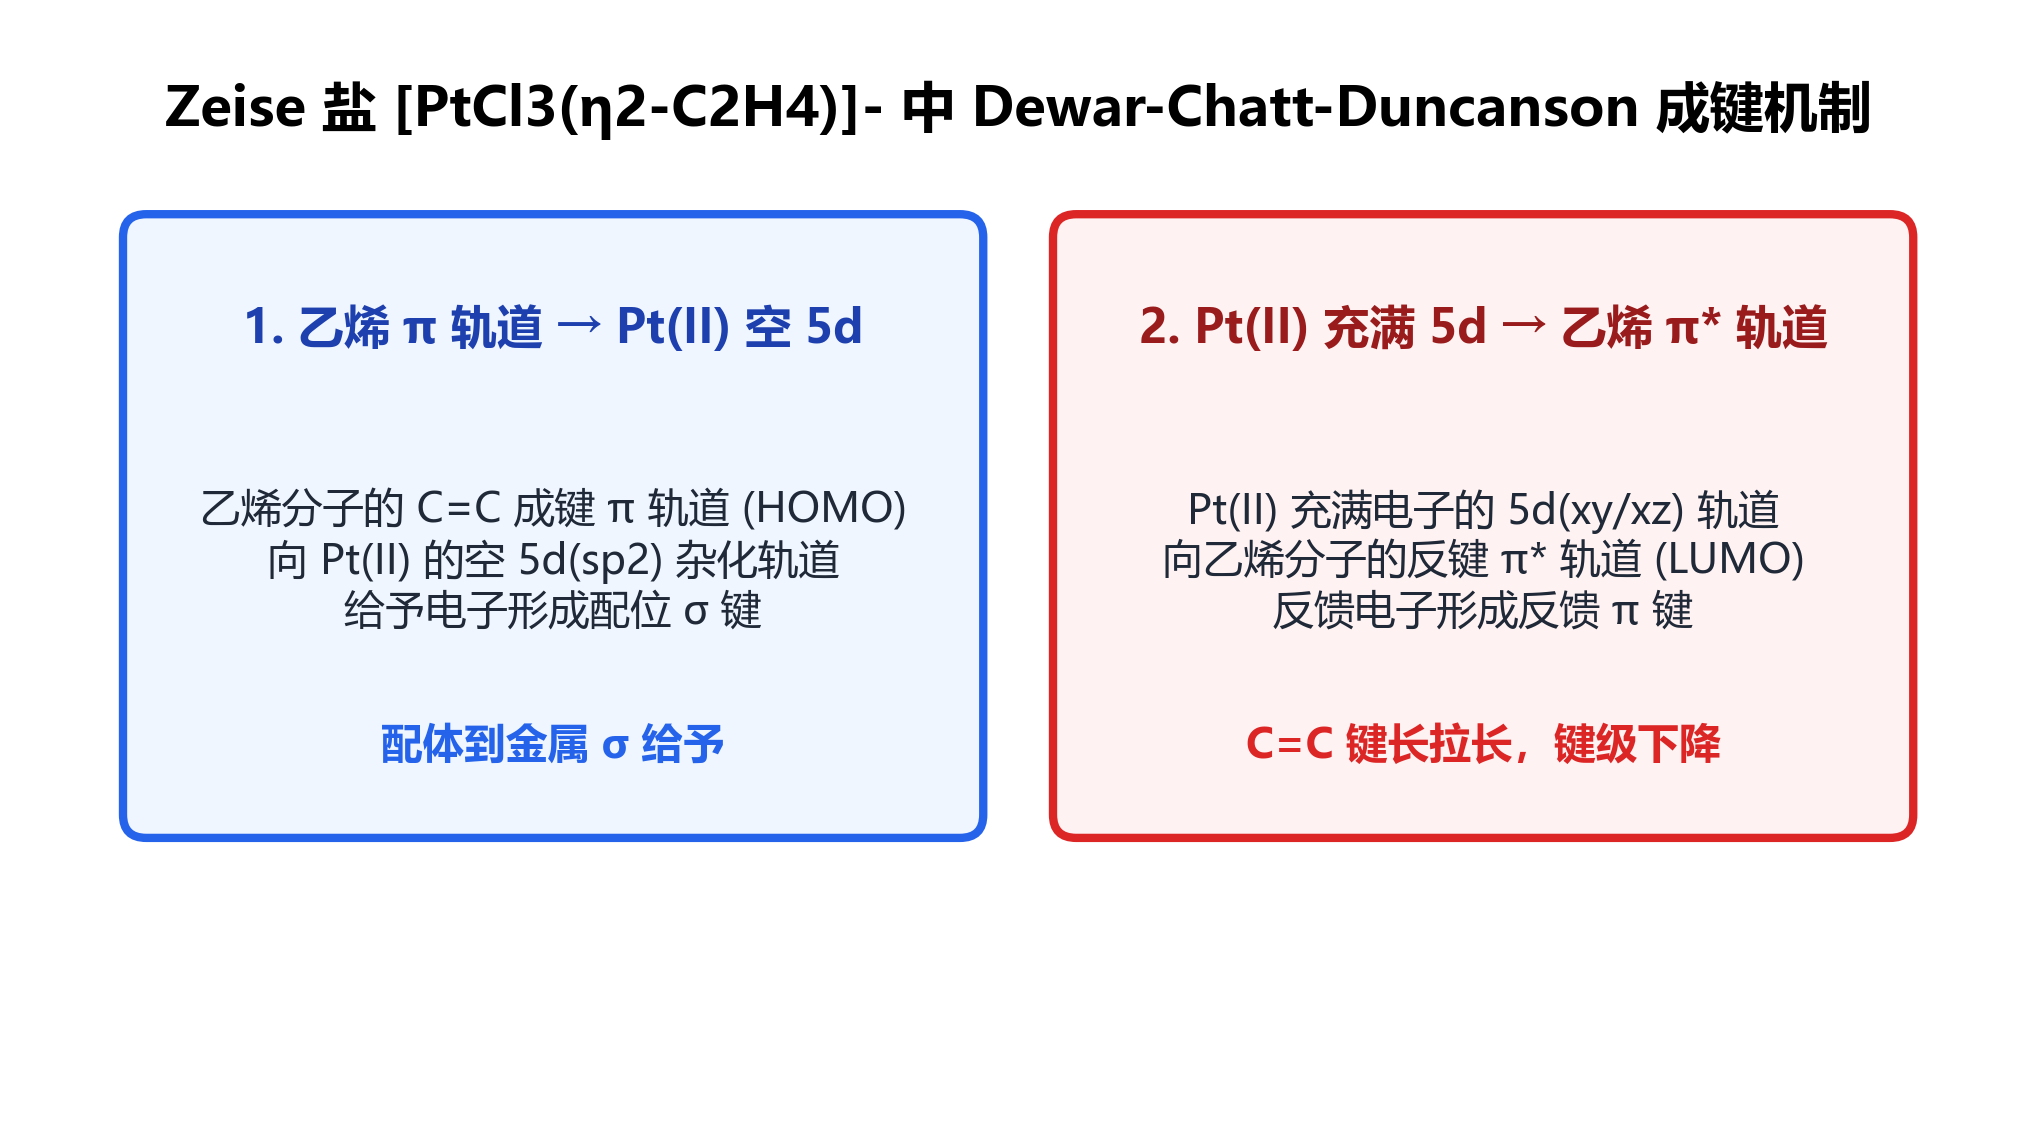 Zeise 盐 [PtCl3(η2-C2H4)]- 中 Dewar-Chatt-Duncanson 成键机制
1. 乙烯 π 轨道 → Pt(II) 空 5d
乙烯分子的 C=C 成键 π 轨道 (HOMO)
向 Pt(II) 的空 5d(sp2) 杂化轨道
给予电子形成配位 σ 键
配体到金属 σ 给予
2. Pt(II) 充满 5d → 乙烯 π* 轨道
Pt(II) 充满电子的 5d(xy/xz) 轨道
向乙烯分子的反键 π* 轨道 (LUMO)
反馈电子形成反馈 π 键
C=C 键长拉长，键级下降